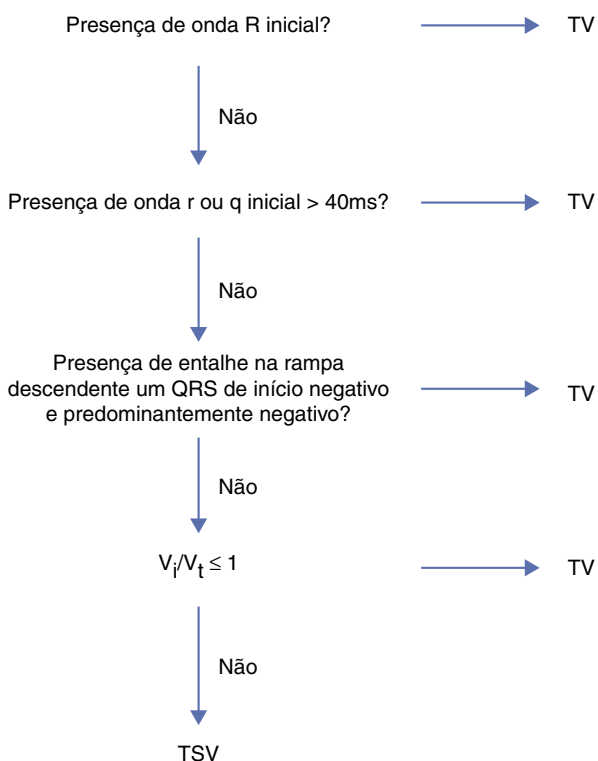 Presença de onda R inicial?
TV
Não
Presença de onda r ou q inicial > 40ms?
TV
Não
Presença de entalhe na rampa
descendente um QRS de início negativo
e predominantemente negativo?
TV
Não
Vi/Vt ≤ 1
TV
Não
TSV